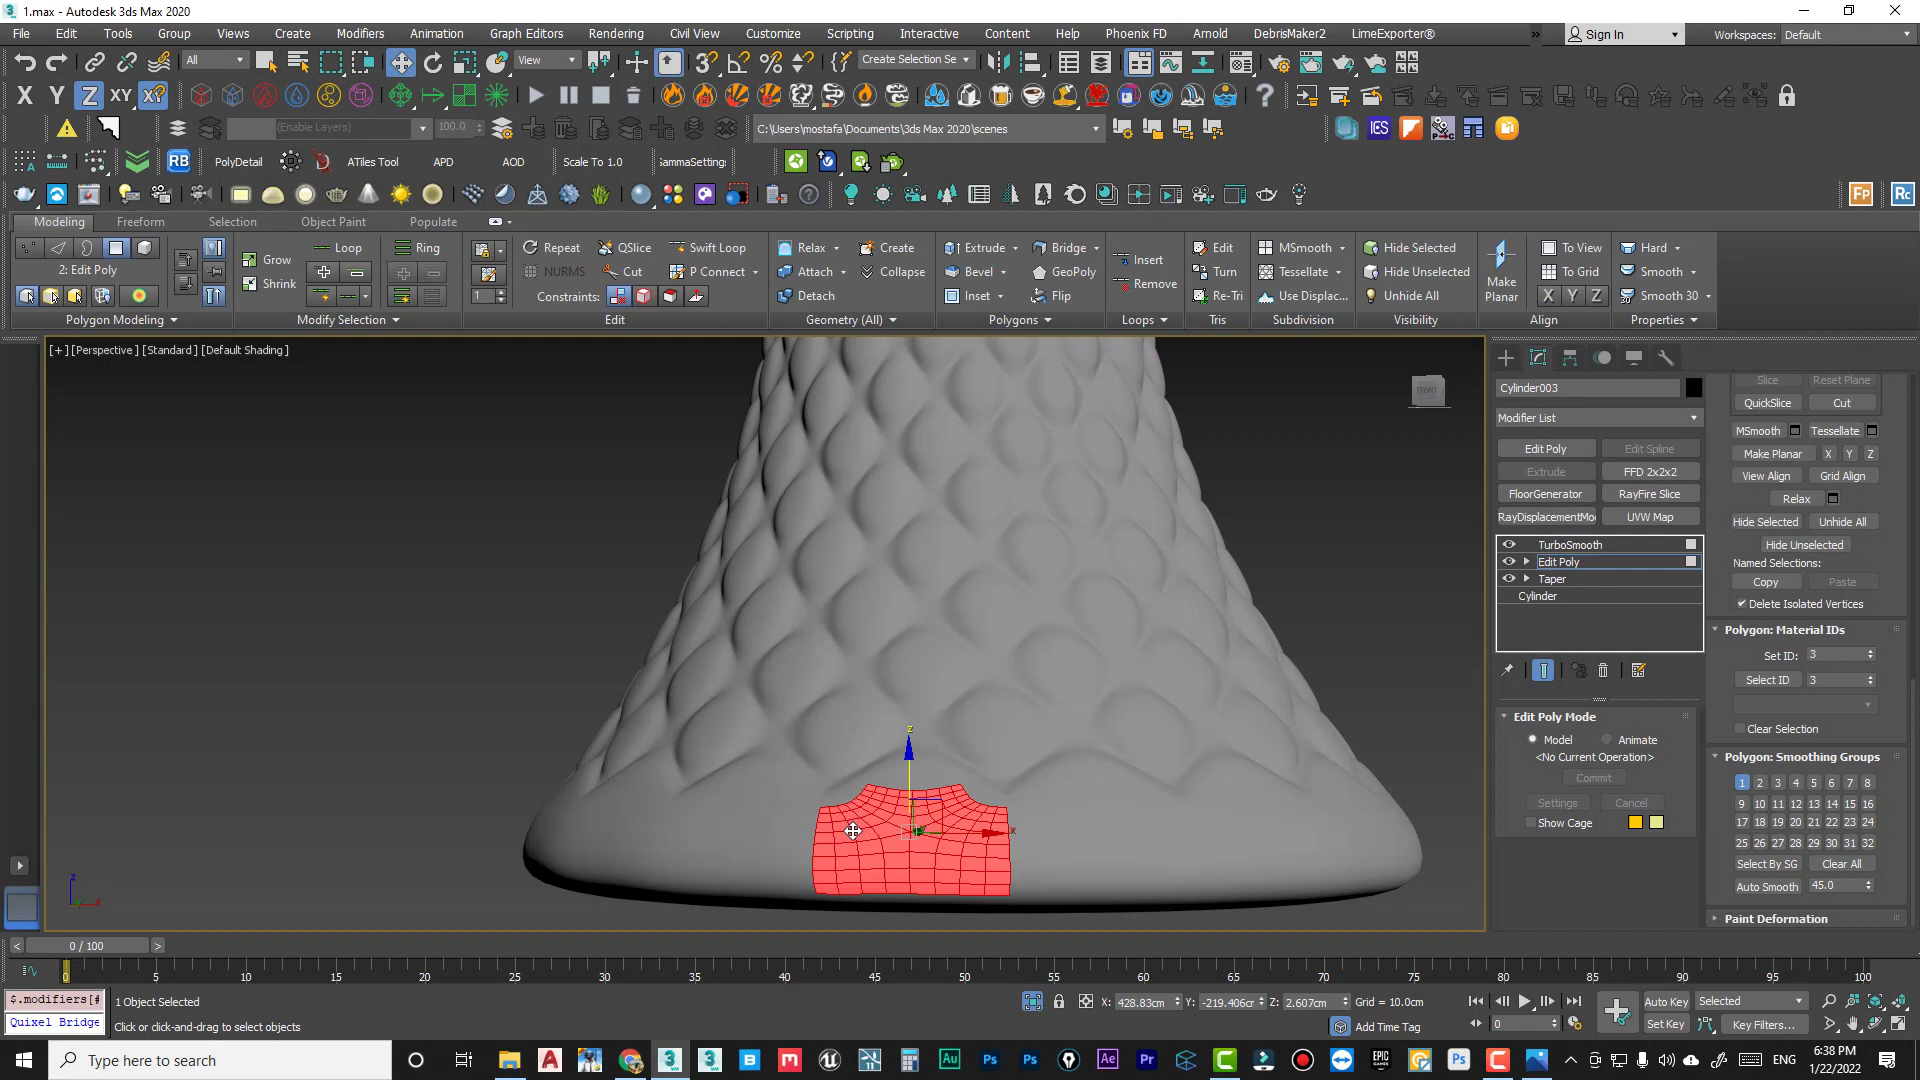 1.max - Autodesk 3ds Max 2020
File Edit Tools Group Views Create Modifiers Animation Graph Editors Rendering Civil View Customize Scripting Interactive Content Help Phoenix FD Arnold DebrisMaker2 LimeExporter® » Sign In Workspaces: Default
All View Create Selection Se
X Y Z XY XY
(Enable Layers) 100.0 C:\Users\mostafa\Documents\3ds Max 2020\scenes IES
RB PolyDetail ATiles Tool APD AOD Scale To 1.0 GammaSettings
Fp Rc
Modeling Freeform Selection Object Paint Populate
Loop Ring Repeat QSlice Swift Loop Relax Create Extrude Bridge Edit MSmooth Hide Selected To View Hard
2: Edit Poly Grow NURMS Cut P Connect Attach Collapse Bevel GeoPoly Insert Turn Tessellate Hide Unselected Make Planar To Grid Smooth
Shrink 1 Constraints: Detach Inset Flip Remove Re-Tri Use Displac... Unhide All X Y Z Smooth 30
Polygon Modeling Modify Selection Edit Geometry (All) Polygons Loops Tris Subdivision Visibility Align Properties
[+] [Perspective] [Standard] [Default Shading]
FRONT
z
x
z
x
Cylinder003
Modifier List
Edit Poly Edit Spline
Extrude FFD 2x2x2
FloorGenerator RayFire Slice
RayDisplacementMo UVW Map
TurboSmooth
Edit Poly
Taper
Cylinder
Edit Poly Mode
Model Animate
<No Current Operation>
Commit
Settings Cancel
Show Cage
Slice Reset Plane
QuickSlice Cut
MSmooth Tessellate
Make Planar X Y Z
View Align Grid Align
Relax
Hide Selected Unhide All
Hide Unselected
Named Selections:
Copy Paste
Delete Isolated Vertices
Polygon: Material IDs
Set ID: 3
Select ID 3
Clear Selection
Polygon: Smoothing Groups
1 2 3 4 5 6 7 8
9 10 11 12 13 14 15 16
17 18 19 20 21 22 23 24
25 26 27 28 29 30 31 32
Select By SG Clear All
Auto Smooth 45.0
Paint Deformation
< 0 / 100 >
0 5 10 15 20 25 30 35 40 45 50 55 60 65 70 75 80 85 90 95 100
$.modifiers[# 1 Object Selected X: 428.83cm Y: -219.406cm Z: 2.607cm Grid = 10.0cm Auto Key Selected
Quixel Bridge Click or click-and-drag to select objects Add Time Tag 0 Set Key Key Filters...
Type here to search ENG 6:38 PM
1/22/2022